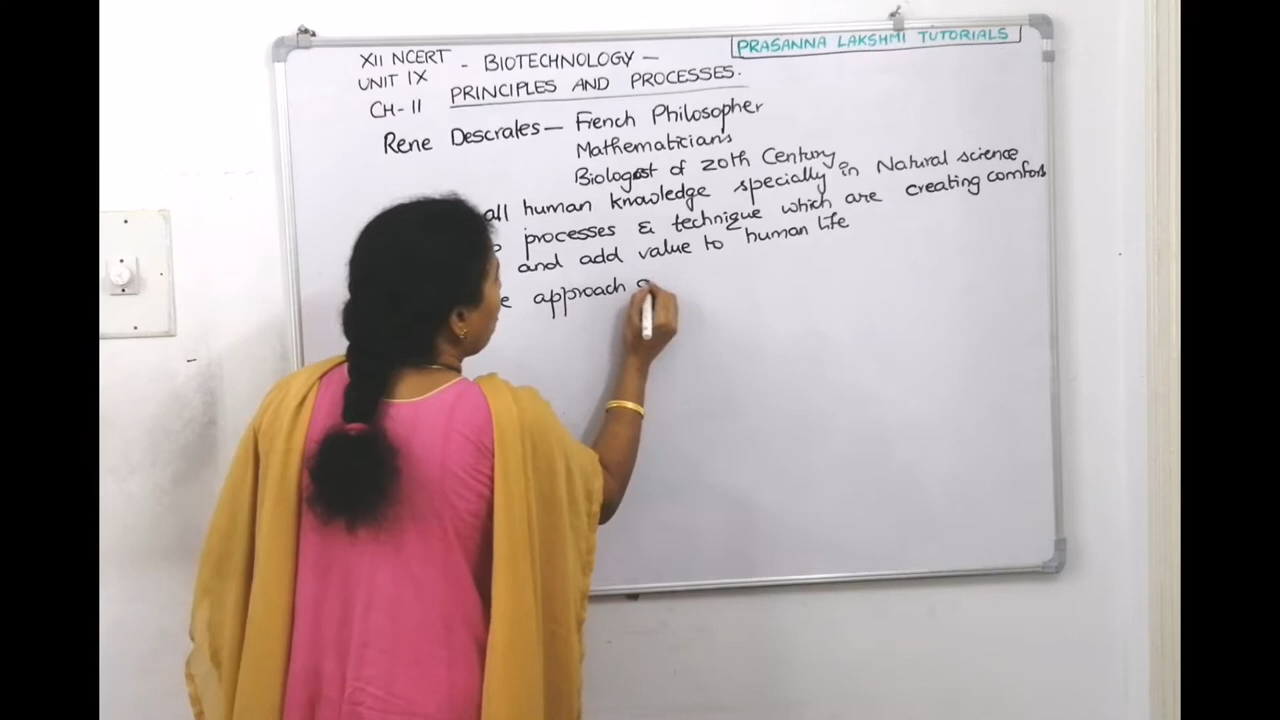 PRASANNA LAKSHMI TUTORIALS
XII NCERT - BIOTECHNOLOGY —
UNIT IX PRINCIPLES AND PROCESSES.
CH-11
Rene Descrales — French Philosopher
Mathematicians
Biologist of 20th Century.
all human knowledge specially in Natural science
processes & technique which are creating comforts
and add value to human life
approach